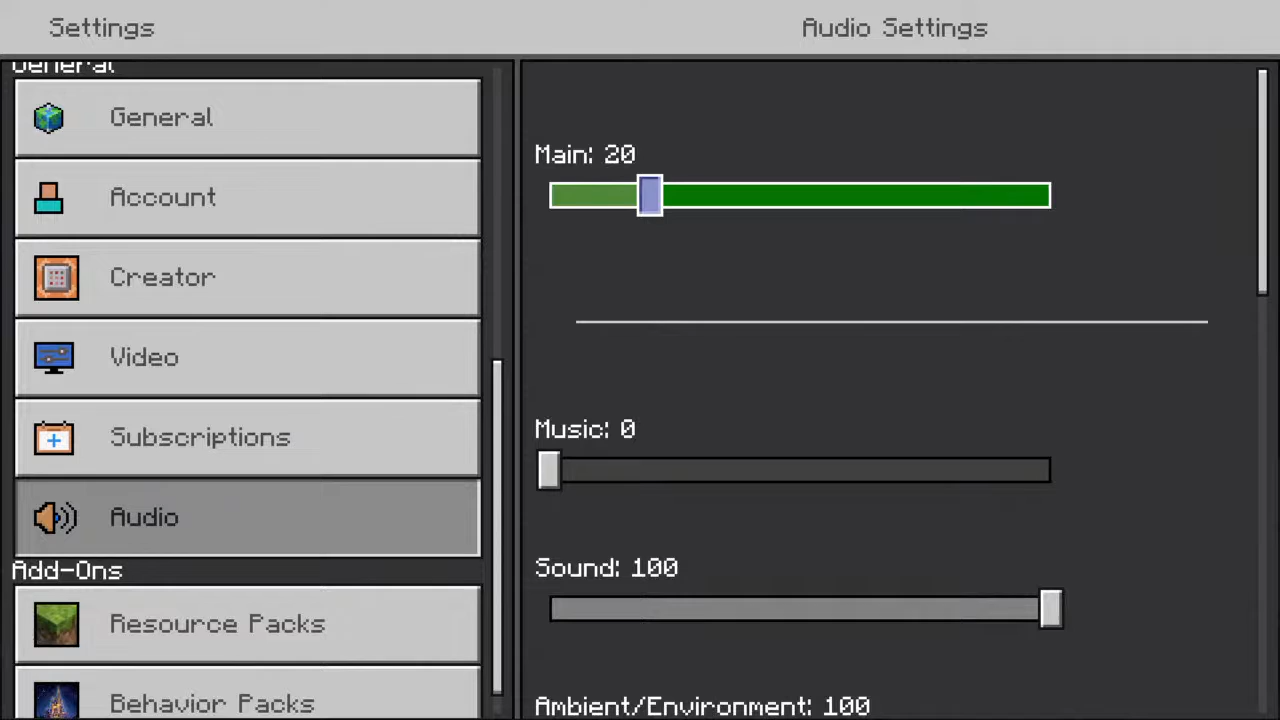 Settings
Audio Settings
General
General
Account
Creator
Video
Subscriptions
Audio
Add-Ons
Resource Packs
Behavior Packs
Main: 20
Music: 0
Sound: 100
Ambient/Environment: 100